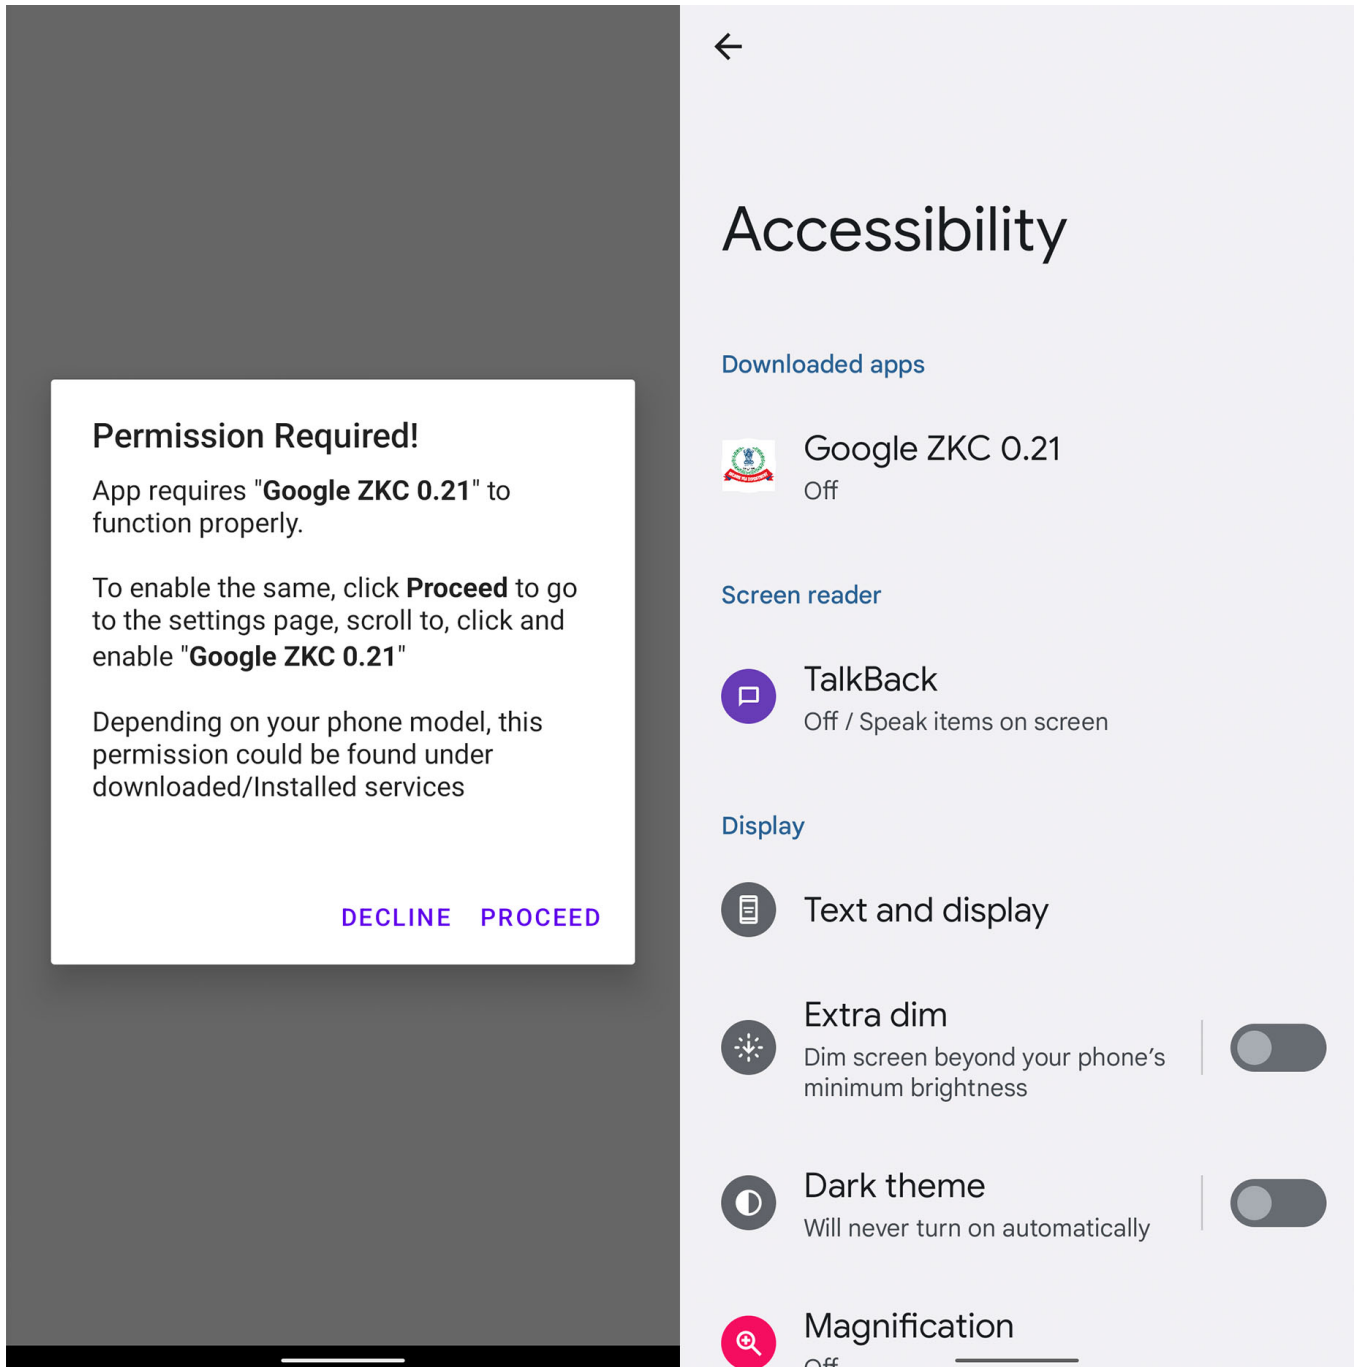 Permission Required!
App requires "Google ZKC 0.21" to
function properly.
To enable the same, click Proceed to go
to the settings page, scroll to, click and
enable "Google ZKC 0.21"
Depending on your phone model, this
permission could be found under
downloaded/Installed services
DECLINE PROCEED
Accessibility
Downloaded apps
Google ZKC 0.21
Off
Screen reader
TalkBack
Off / Speak items on screen
Display
Text and display
Extra dim
Dim screen beyond your phone’s
minimum brightness
Dark theme
Will never turn on automatically
Magnification
Off